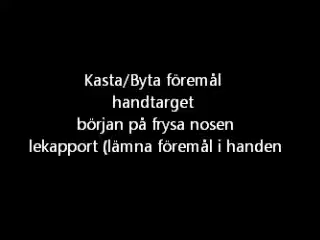 Kasta/Byta föremål
handtarget
början på frysa nosen
lekapport (lämna föremål i handen